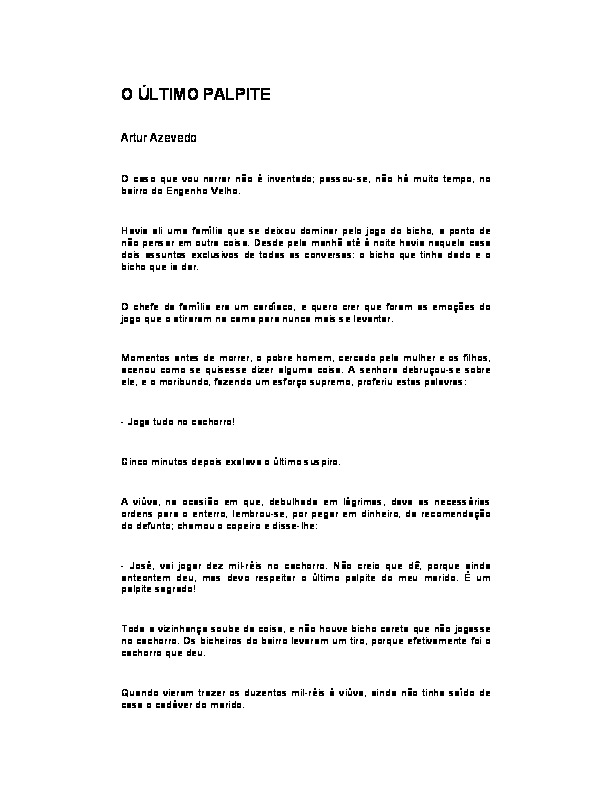 O ÚLTIMO PALPITE
Artur Azevedo
O caso que vou narrar não é inventado; passou-se, não há muito tempo, no
bairro do Engenho Velho.
Havia ali uma família que se deixou dominar pelo jogo do bicho, a ponto de
não pensar em outra coisa. Desde pela manhã até à noite havia naquela casa
dois assuntos exclusivos de todas as conversas: o bicho que tinha dado e o
bicho que ia dar.
O chefe da família era um cardíaco, e quero crer que foram as emoções do
jogo que o atiraram na cama para nunca mais se levantar.
Momentos antes de morrer, o pobre homem, cercado pela mulher e os filhos,
acenou como se quisesse dizer alguma coisa. A senhora debruçou-se sobre
ele, e o moribundo, fazendo um esforço supremo, proferiu estas palavras:
- Joga tudo no cachorro!
Cinco minutos depois exalava o último suspiro.
A viúva, na ocasião em que, debulhada em lágrimas, dava as necessárias
ordens para o enterro, lembrou-se, por pegar em dinheiro, da recomendação
do defunto; chamou o copeiro e disse-lhe:
- José, vai jogar dez mil-réis no cachorro. Não creio que dê, porque ainda
anteontem deu, mas devo respeitar o último palpite do meu marido. É um
palpite sagrado!
Toda a vizinhança soube da coisa, e não houve bicho careta que não jogasse
no cachorro. Os bicheiros do bairro levaram um tiro, porque efetivamente foi o
cachorro que deu.
Quando vieram trazer os duzentos mil-réis à viúva, ainda não tinha saído de
casa o cadáver do marido.